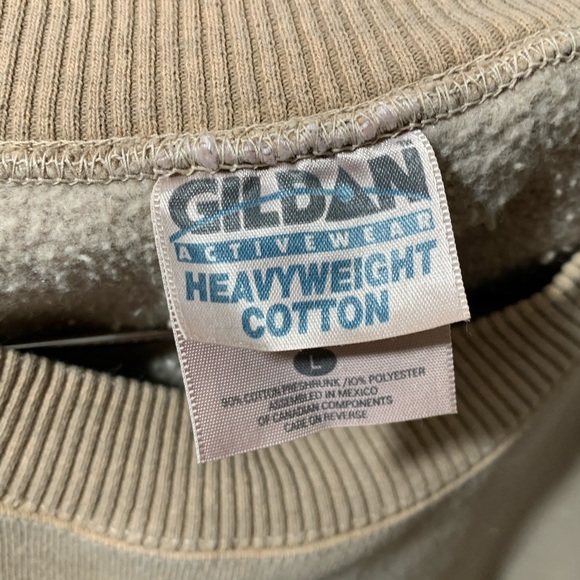 GILDAN
ACTIVEWEAR
HEAVYWEIGHT
COTTON
L
90% COTTON PRESHRUNK /10% POLYESTER
ASSEMBLED IN MEXICO
OF CANADIAN COMPONENTS
CARE ON REVERSE